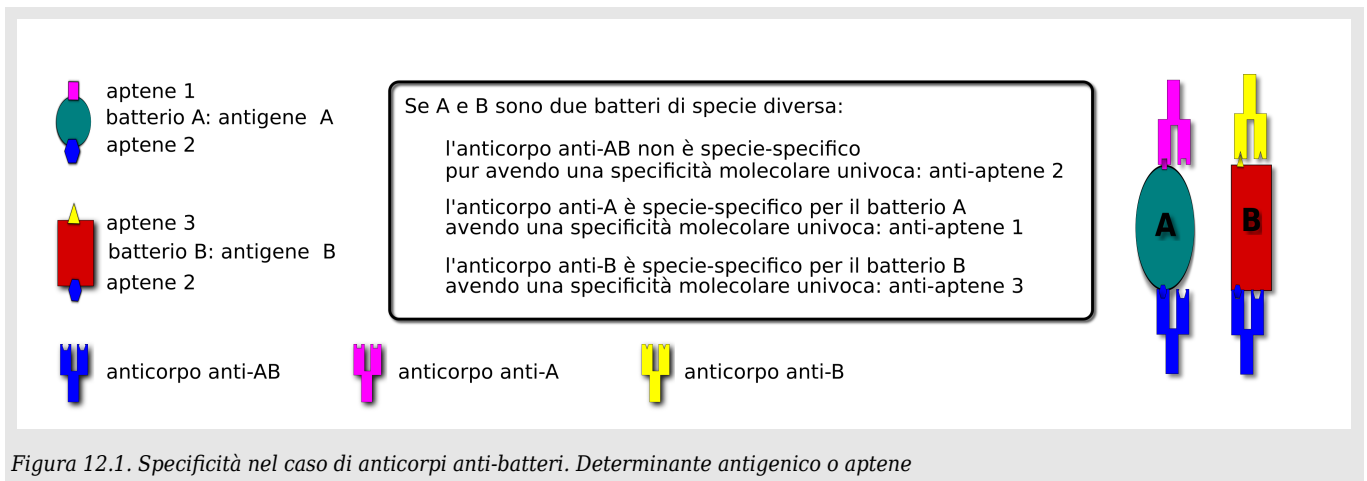 aptene 1
batterio A: antigene A
aptene 2
aptene 3
batterio B: antigene B
aptene 2
Se A e B sono due batteri di specie diversa:
l'anticorpo anti-AB non è specie-specifico
pur avendo una specificità molecolare univoca: anti-aptene 2
l'anticorpo anti-A è specie-specifico per il batterio A
avendo una specificità molecolare univoca: anti-aptene 1
l'anticorpo anti-B è specie-specifico per il batterio B
avendo una specificità molecolare univoca: anti-aptene 3
A
B
anticorpo anti-AB
anticorpo anti-A
anticorpo anti-B
Figura 12.1. Specificità nel caso di anticorpi anti-batteri. Determinante antigenico o aptene